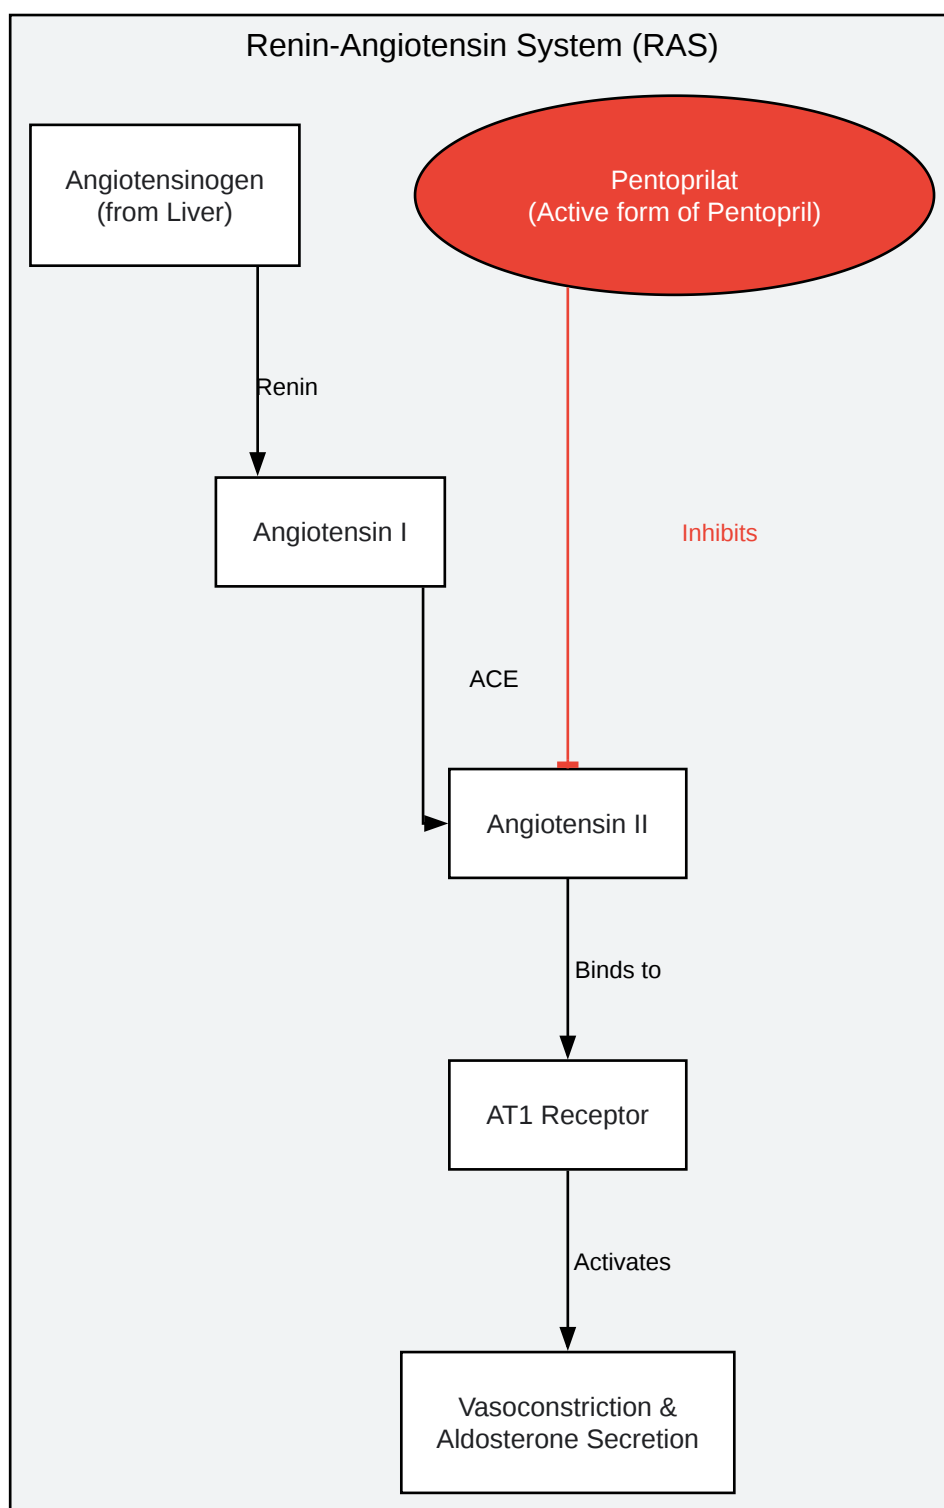 Renin-Angiotensin System (RAS)
Angiotensinogen
(from Liver)
Pentoprilat
(Active form of Pentopril)
Renin
Angiotensin I
Inhibits
ACE
Angiotensin II
Binds to
AT1 Receptor
Activates
Vasoconstriction &
Aldosterone Secretion